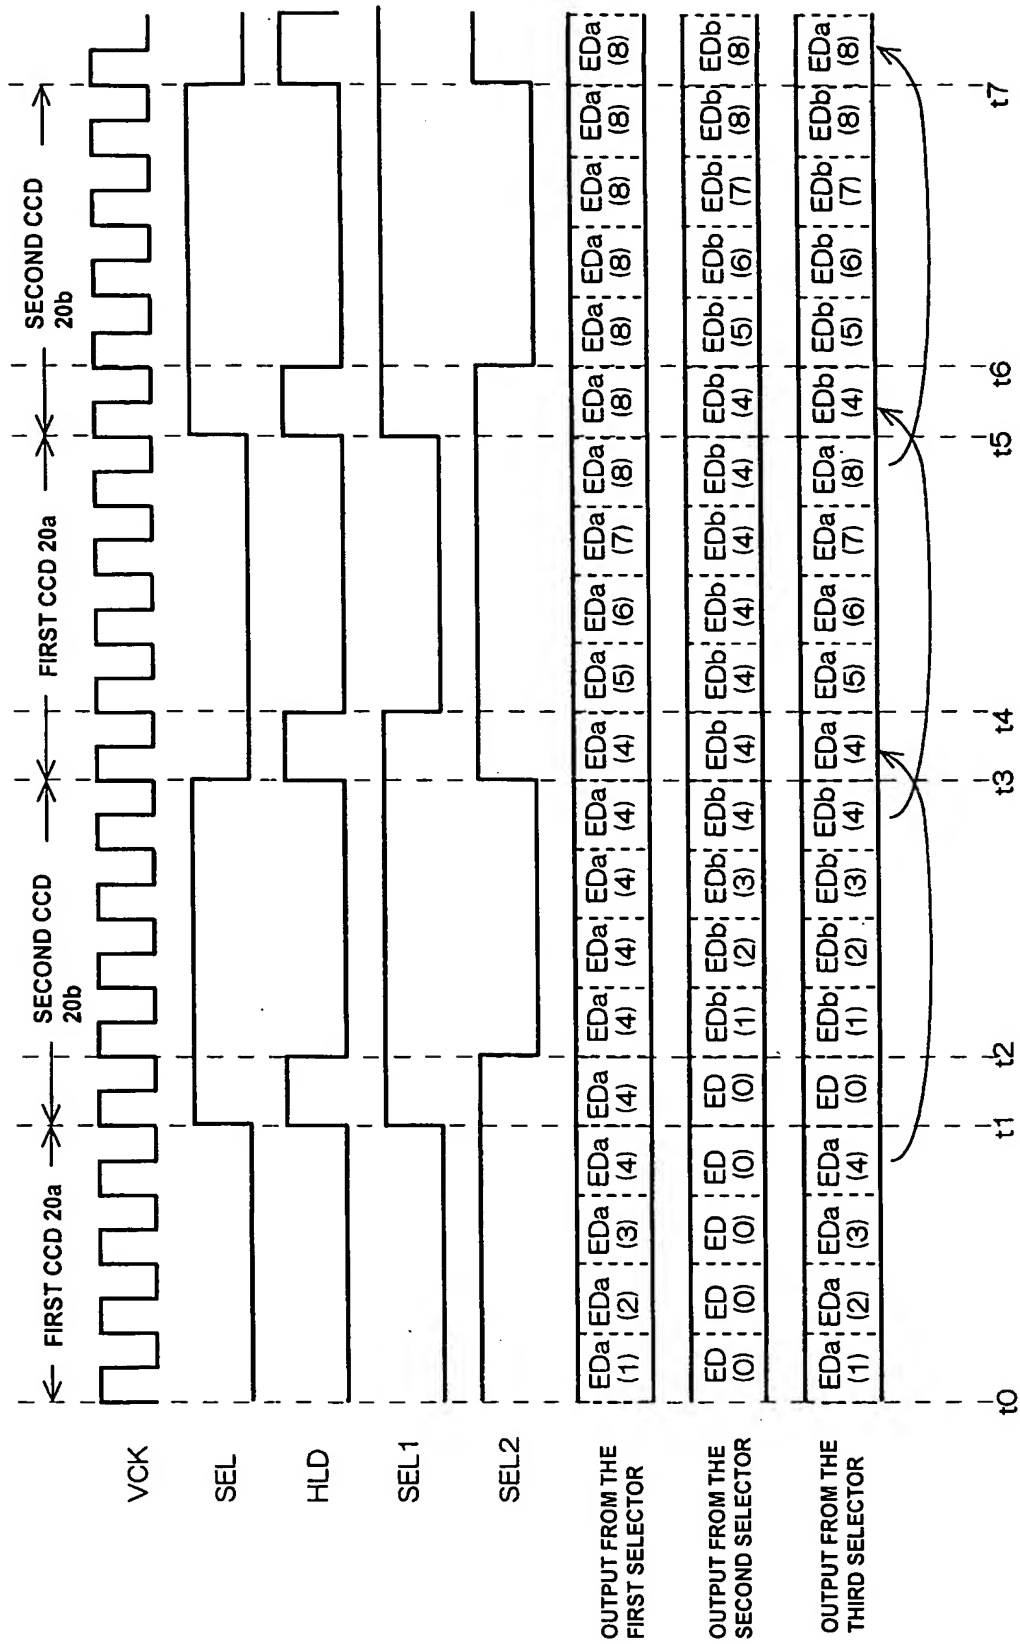 FIRST CCD 20a
SECOND CCD
20b
FIRST CCD 20a
SECOND CCD
20b
VCK
SEL
HLD
SEL1
SEL2
OUTPUT FROM THE
FIRST SELECTOR
EDa EDa EDa EDa EDa EDa EDa EDa EDa EDa EDa EDa EDa EDa EDa EDa EDa EDa EDa EDa
(1) (2) (3) (4) (4) (4) (4) (4) (4) (4) (5) (6) (7) (8) (8) (8) (8) (8) (8) (8)
OUTPUT FROM THE
SECOND SELECTOR
ED ED ED ED ED EDb EDb EDb EDb EDb EDb EDb EDb EDb EDb EDb EDb EDb EDb EDb
(0) (0) (0) (0) (0) (1) (2) (3) (4) (4) (4) (4) (4) (4) (4) (5) (6) (7) (8) (8)
OUTPUT FROM THE
THIRD SELECTOR
EDa EDa EDa EDa ED EDb EDb EDb EDb EDa EDa EDa EDa EDa EDb EDb EDb EDb EDb EDa
(1) (2) (3) (4) (0) (1) (2) (3) (4) (4) (5) (6) (7) (8) (4) (5) (6) (7) (8) (8)
t0 t1 t2 t3 t4 t5 t6 t7